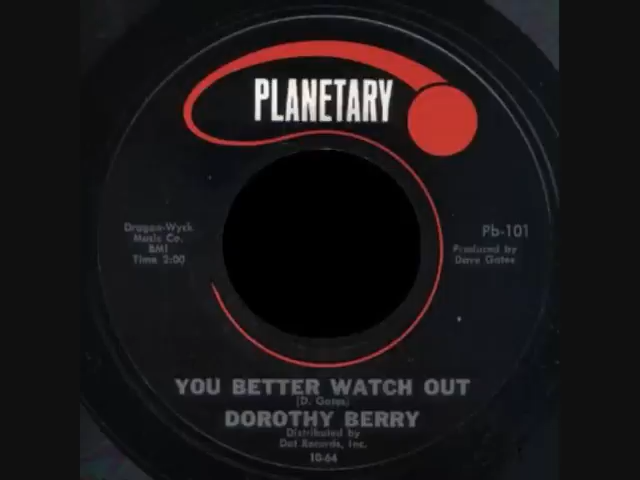 PLANETARY
Dragon-Wyck
Music Co.
BMI
Time 2:00
Pb-101
Produced by
Dave Gates
YOU BETTER WATCH OUT
(D. Gates)
DOROTHY BERRY
Distributed by
Dot Records, Inc.
10-64